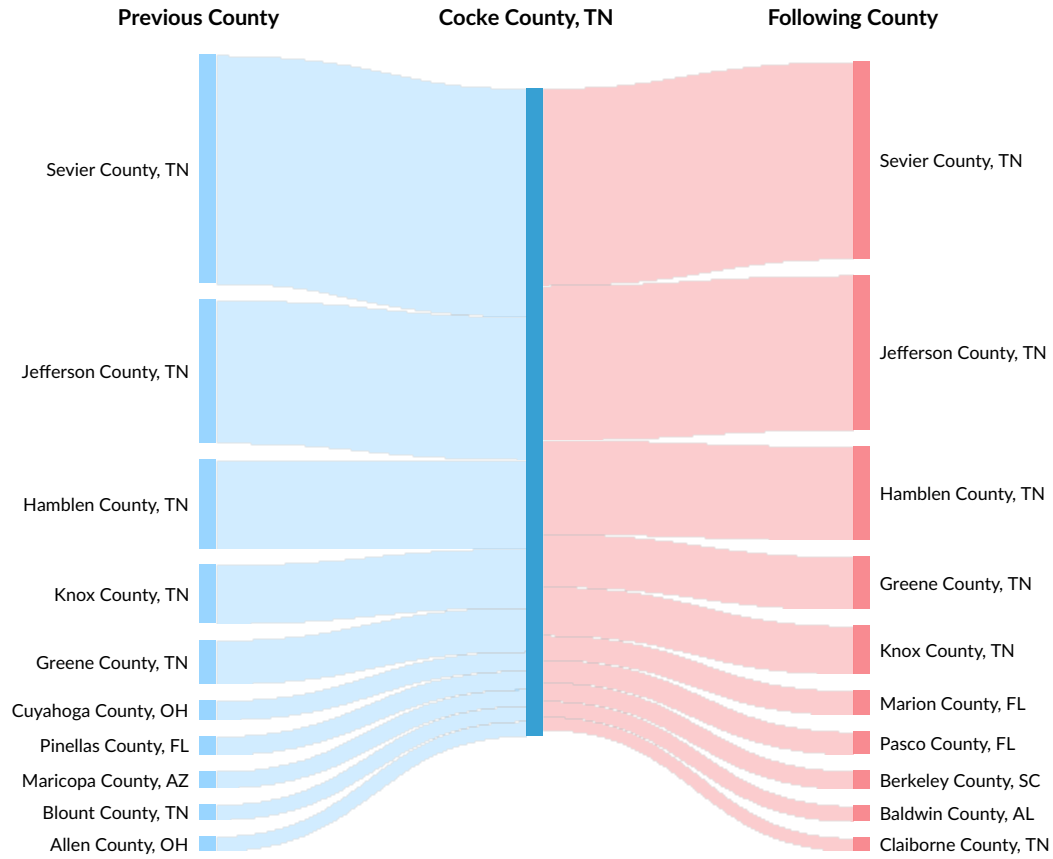 Previous County
Cocke County, TN
Following County
Sevier County, TN
Jefferson County, TN
Hamblen County, TN
Knox County, TN
Greene County, TN
Cuyahoga County, OH
Pinellas County, FL
Maricopa County, AZ
Blount County, TN
Allen County, OH
Sevier County, TN
Jefferson County, TN
Hamblen County, TN
Greene County, TN
Knox County, TN
Marion County, FL
Pasco County, FL
Berkeley County, SC
Baldwin County, AL
Claiborne County, TN